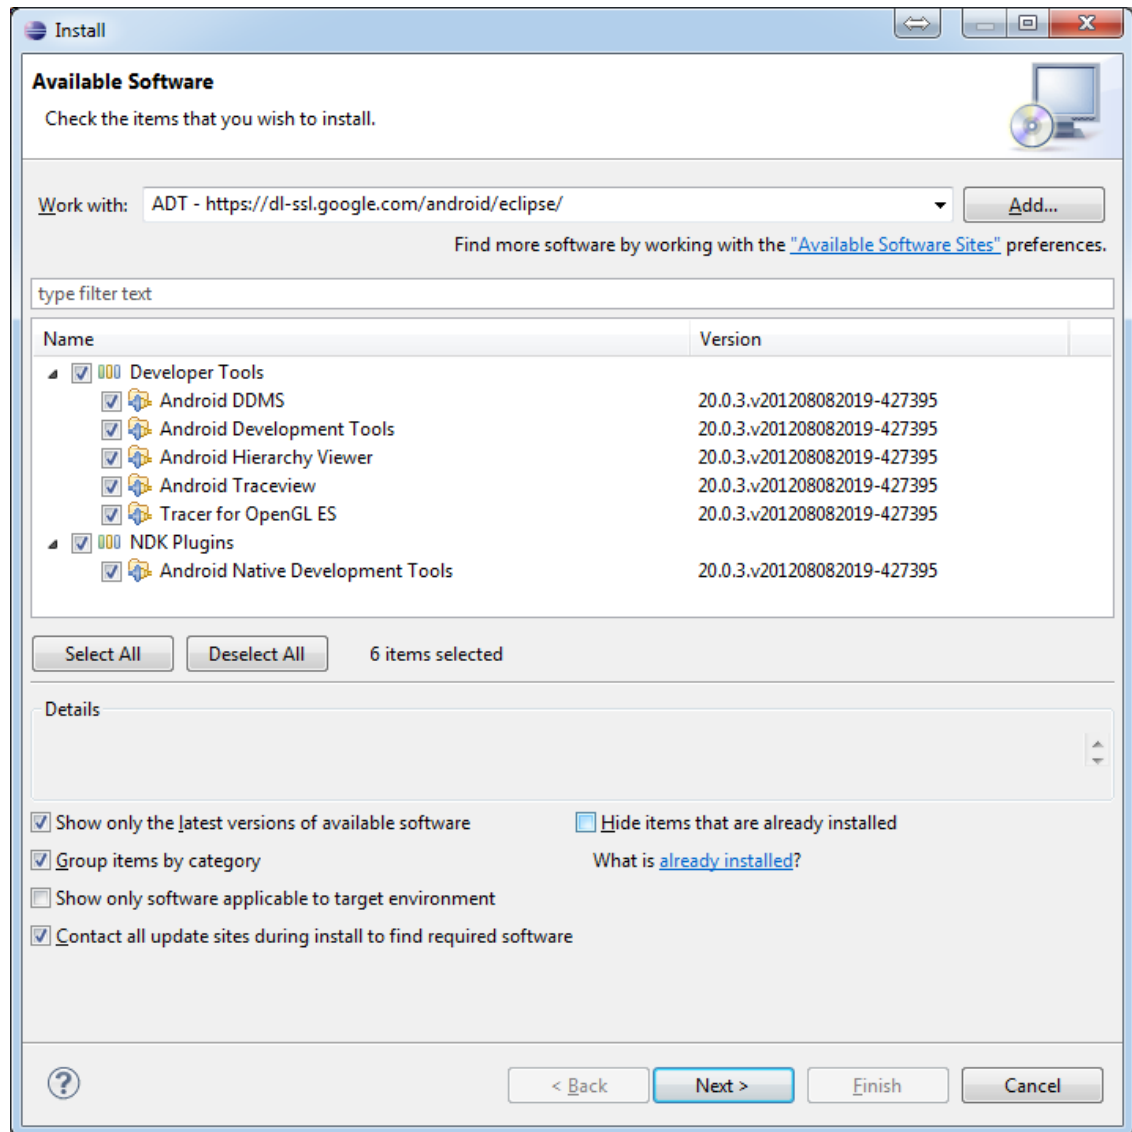 Install
Available Software
Check the items that you wish to install.
Work with: ADT - https://dl-ssl.google.com/android/eclipse/ Add...
Find more software by working with the "Available Software Sites" preferences.
type filter text
Name Version
Developer Tools
Android DDMS 20.0.3.v201208082019-427395
Android Development Tools 20.0.3.v201208082019-427395
Android Hierarchy Viewer 20.0.3.v201208082019-427395
Android Traceview 20.0.3.v201208082019-427395
Tracer for OpenGL ES 20.0.3.v201208082019-427395
NDK Plugins
Android Native Development Tools 20.0.3.v201208082019-427395
Select All Deselect All 6 items selected
Details
Show only the latest versions of available software Hide items that are already installed
Group items by category What is already installed?
Show only software applicable to target environment
Contact all update sites during install to find required software
? < Back Next > Finish Cancel